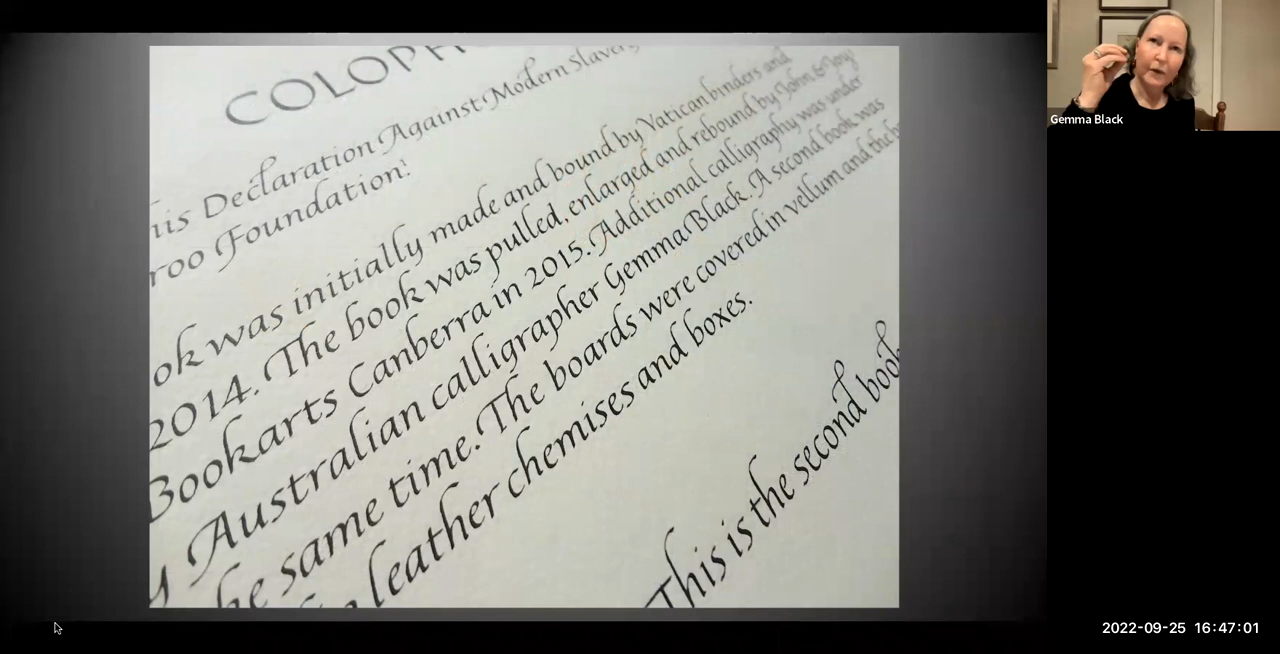 COLOPH
his Declaration Against Modern Slavery
roo Foundation.
ok was initially made and bound by Vatican binders and
2014. The book was pulled, enlarged and rebound by John & Joy
Bookarts Canberra in 2015. Additional calligraphy was under
y Australian calligrapher Gemma Black. A second book was
he same time. The boards were covered in vellum and the b
leather chemises and boxes.
This is the second book
Gemma Black
2022-09-25 16:47:01